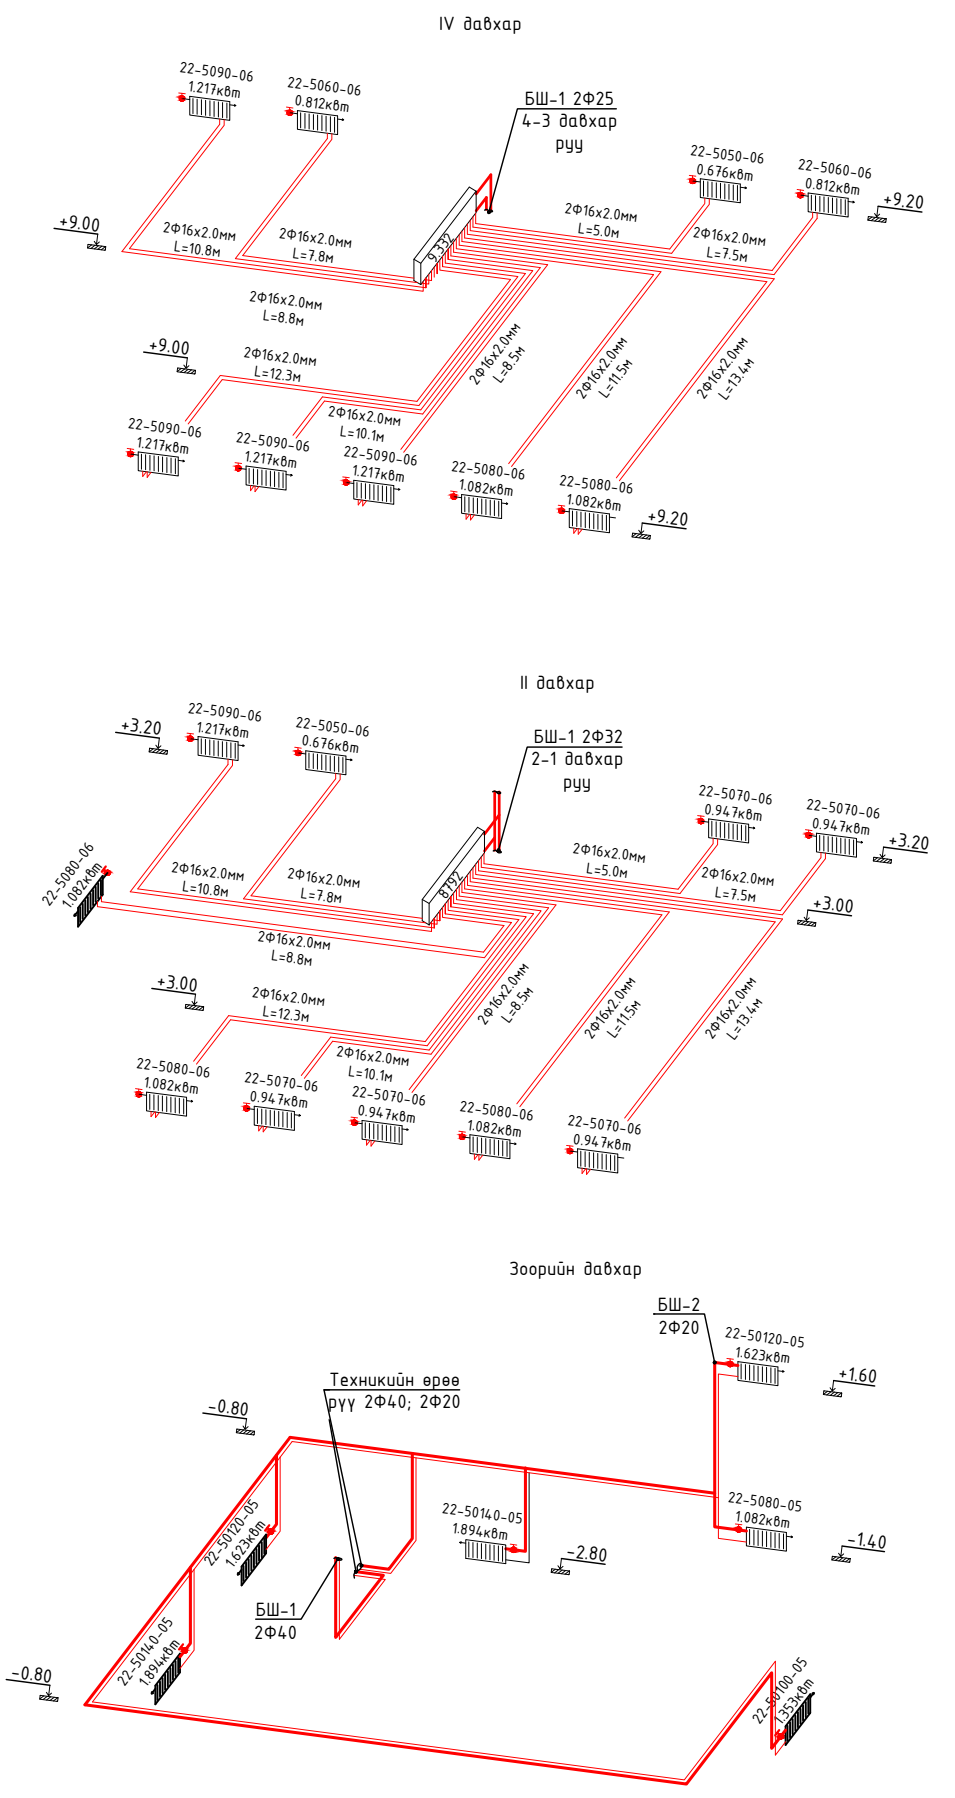 IV давхар
22-5090-06
1.217кВт
22-5060-06
0.812кВт
БШ-1 2Ф25
4-3 давхар
руу
22-5050-06
0.676кВт
22-5060-06
0.812кВт
+9.20
+9.00
2Ф16x2.0мм
L=10.8м
2Ф16x2.0мм
L=7.8м
9.332
2Ф16x2.0мм
L=5.0м
2Ф16x2.0мм
L=7.5м
2Ф16x2.0мм
L=8.8м
+9.00
2Ф16x2.0мм
L=12.3м
2Ф16x2.0мм
L=8.5м
2Ф16x2.0мм
L=11.5м
2Ф16x2.0мм
L=13.4м
2Ф16x2.0мм
L=10.1м
22-5090-06
1.217кВт
22-5090-06
1.217кВт
22-5090-06
1.217кВт
22-5080-06
1.082кВт
22-5080-06
1.082кВт
+9.20
II давхар
22-5090-06
1.217кВт
22-5050-06
0.676кВт
+3.20
БШ-1 2Ф32
2-1 давхар
руу
22-5070-06
0.947кВт
22-5070-06
0.947кВт
+3.20
22-5080-06
1.082кВт
2Ф16x2.0мм
L=10.8м
2Ф16x2.0мм
L=7.8м
8792
2Ф16x2.0мм
L=5.0м
2Ф16x2.0мм
L=7.5м
+3.00
2Ф16x2.0мм
L=8.8м
+3.00
2Ф16x2.0мм
L=12.3м
2Ф16x2.0мм
L=8.5м
2Ф16x2.0мм
L=11.5м
2Ф16x2.0мм
L=13.4м
2Ф16x2.0мм
L=10.1м
22-5080-06
1.082кВт
22-5070-06
0.947кВт
22-5070-06
0.947кВт
22-5080-06
1.082кВт
22-5070-06
0.947кВт
Зоорийн давхар
БШ-2
2Ф20
22-50120-05
1.623кВт
+1.60
Техникийн өрөө
рүү 2Ф40; 2Ф20
-0.80
22-50120-05
1.623кВт
22-50140-05
1.894кВт
-2.80
22-5080-05
1.082кВт
-1.40
БШ-1
2Ф40
22-50140-05
1.894кВт
-0.80
22-50100-05
1.353кВт